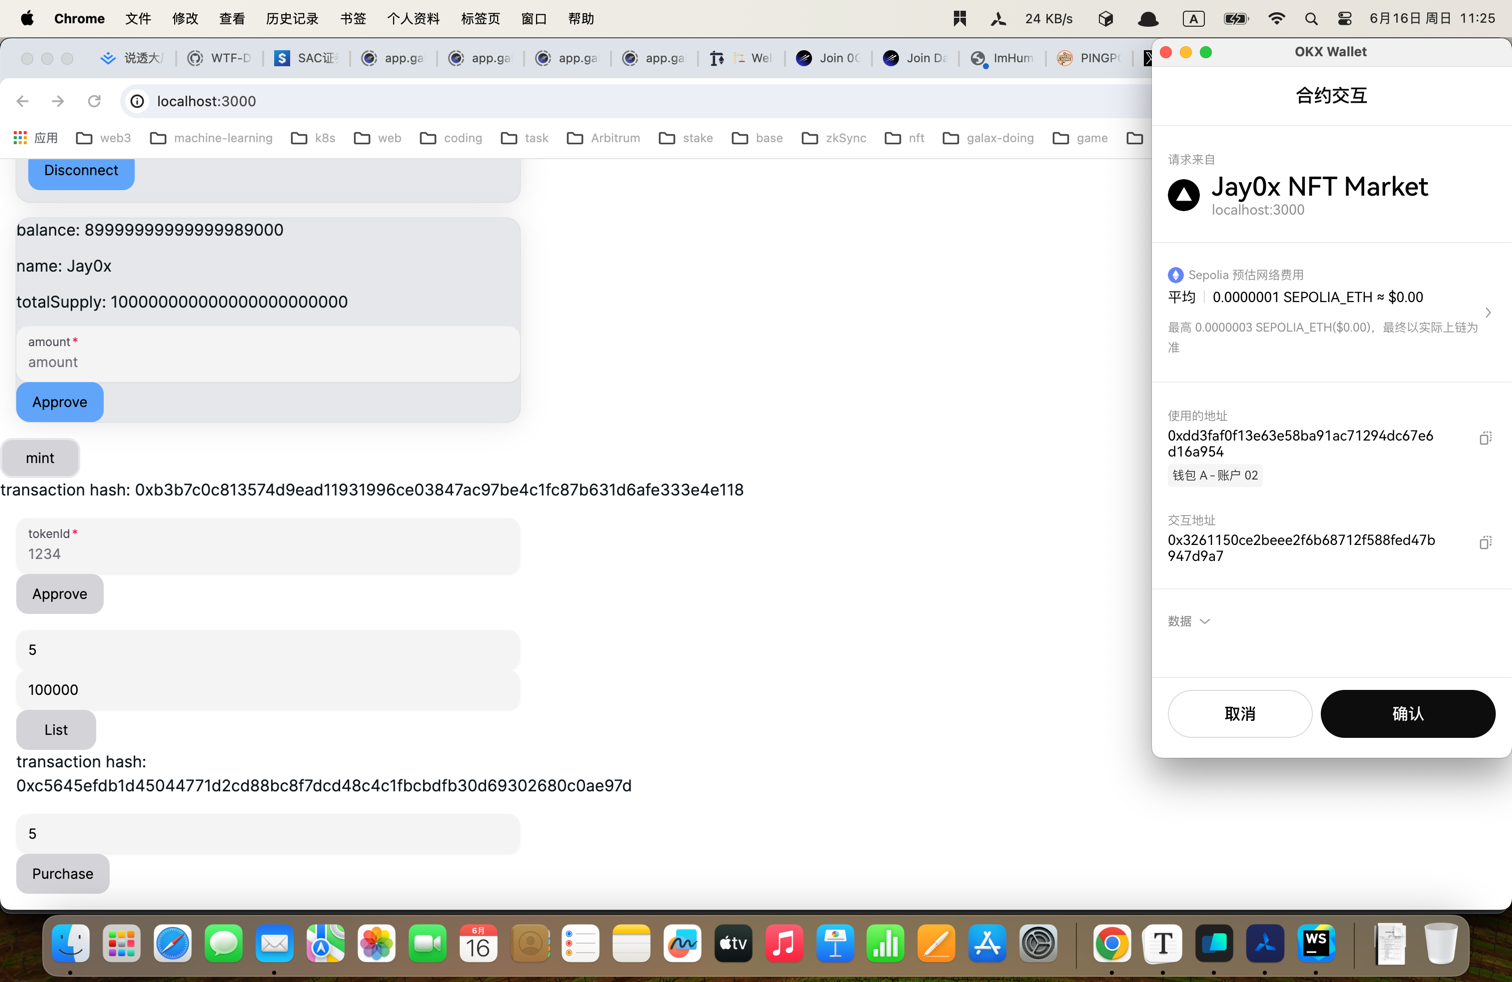 Chrome 文件 修改 查看 历史记录 书签 个人资料 标签页 窗口 帮助 24 KB/s A 6月16日 周日 11:25
说透大 WTF-D S SAC证 app.ga app.ga app.ga app.ga Wel Join 0( Join Da ImHum PINGP(
localhost:3000
应用 web3 machine-learning k8s web coding task Arbitrum stake base zkSync nft galax-doing game
Disconnect
balance: 89999999999999989000
name: Jay0x
totalSupply: 100000000000000000000000
amount*
amount
Approve
mint
transaction hash: 0xb3b7c0c813574d9ead11931996ce03847ac97be4c1fc87b631d6afe333e4e118
tokenId*
1234
Approve
5
100000
List
transaction hash:
0xc5645efdb1d45044771d2cd88bc8f7dcd48c4c1fbcbdfb30d69302680c0ae97d
5
Purchase
OKX Wallet
合约交互
请求来自
Jay0x NFT Market
localhost:3000
Sepolia 预估网络费用
平均 0.0000001 SEPOLIA_ETH ≈ $0.00
最高 0.0000003 SEPOLIA_ETH($0.00)，最终以实际上链为
准
使用的地址
0xdd3faf0f13e63e58ba91ac71294dc67e6
d16a954
钱包 A - 账户 02
交互地址
0x3261150ce2beee2f6b68712f588fed47b
947d9a7
数据
取消 确认
6月
16
tv
T
WS